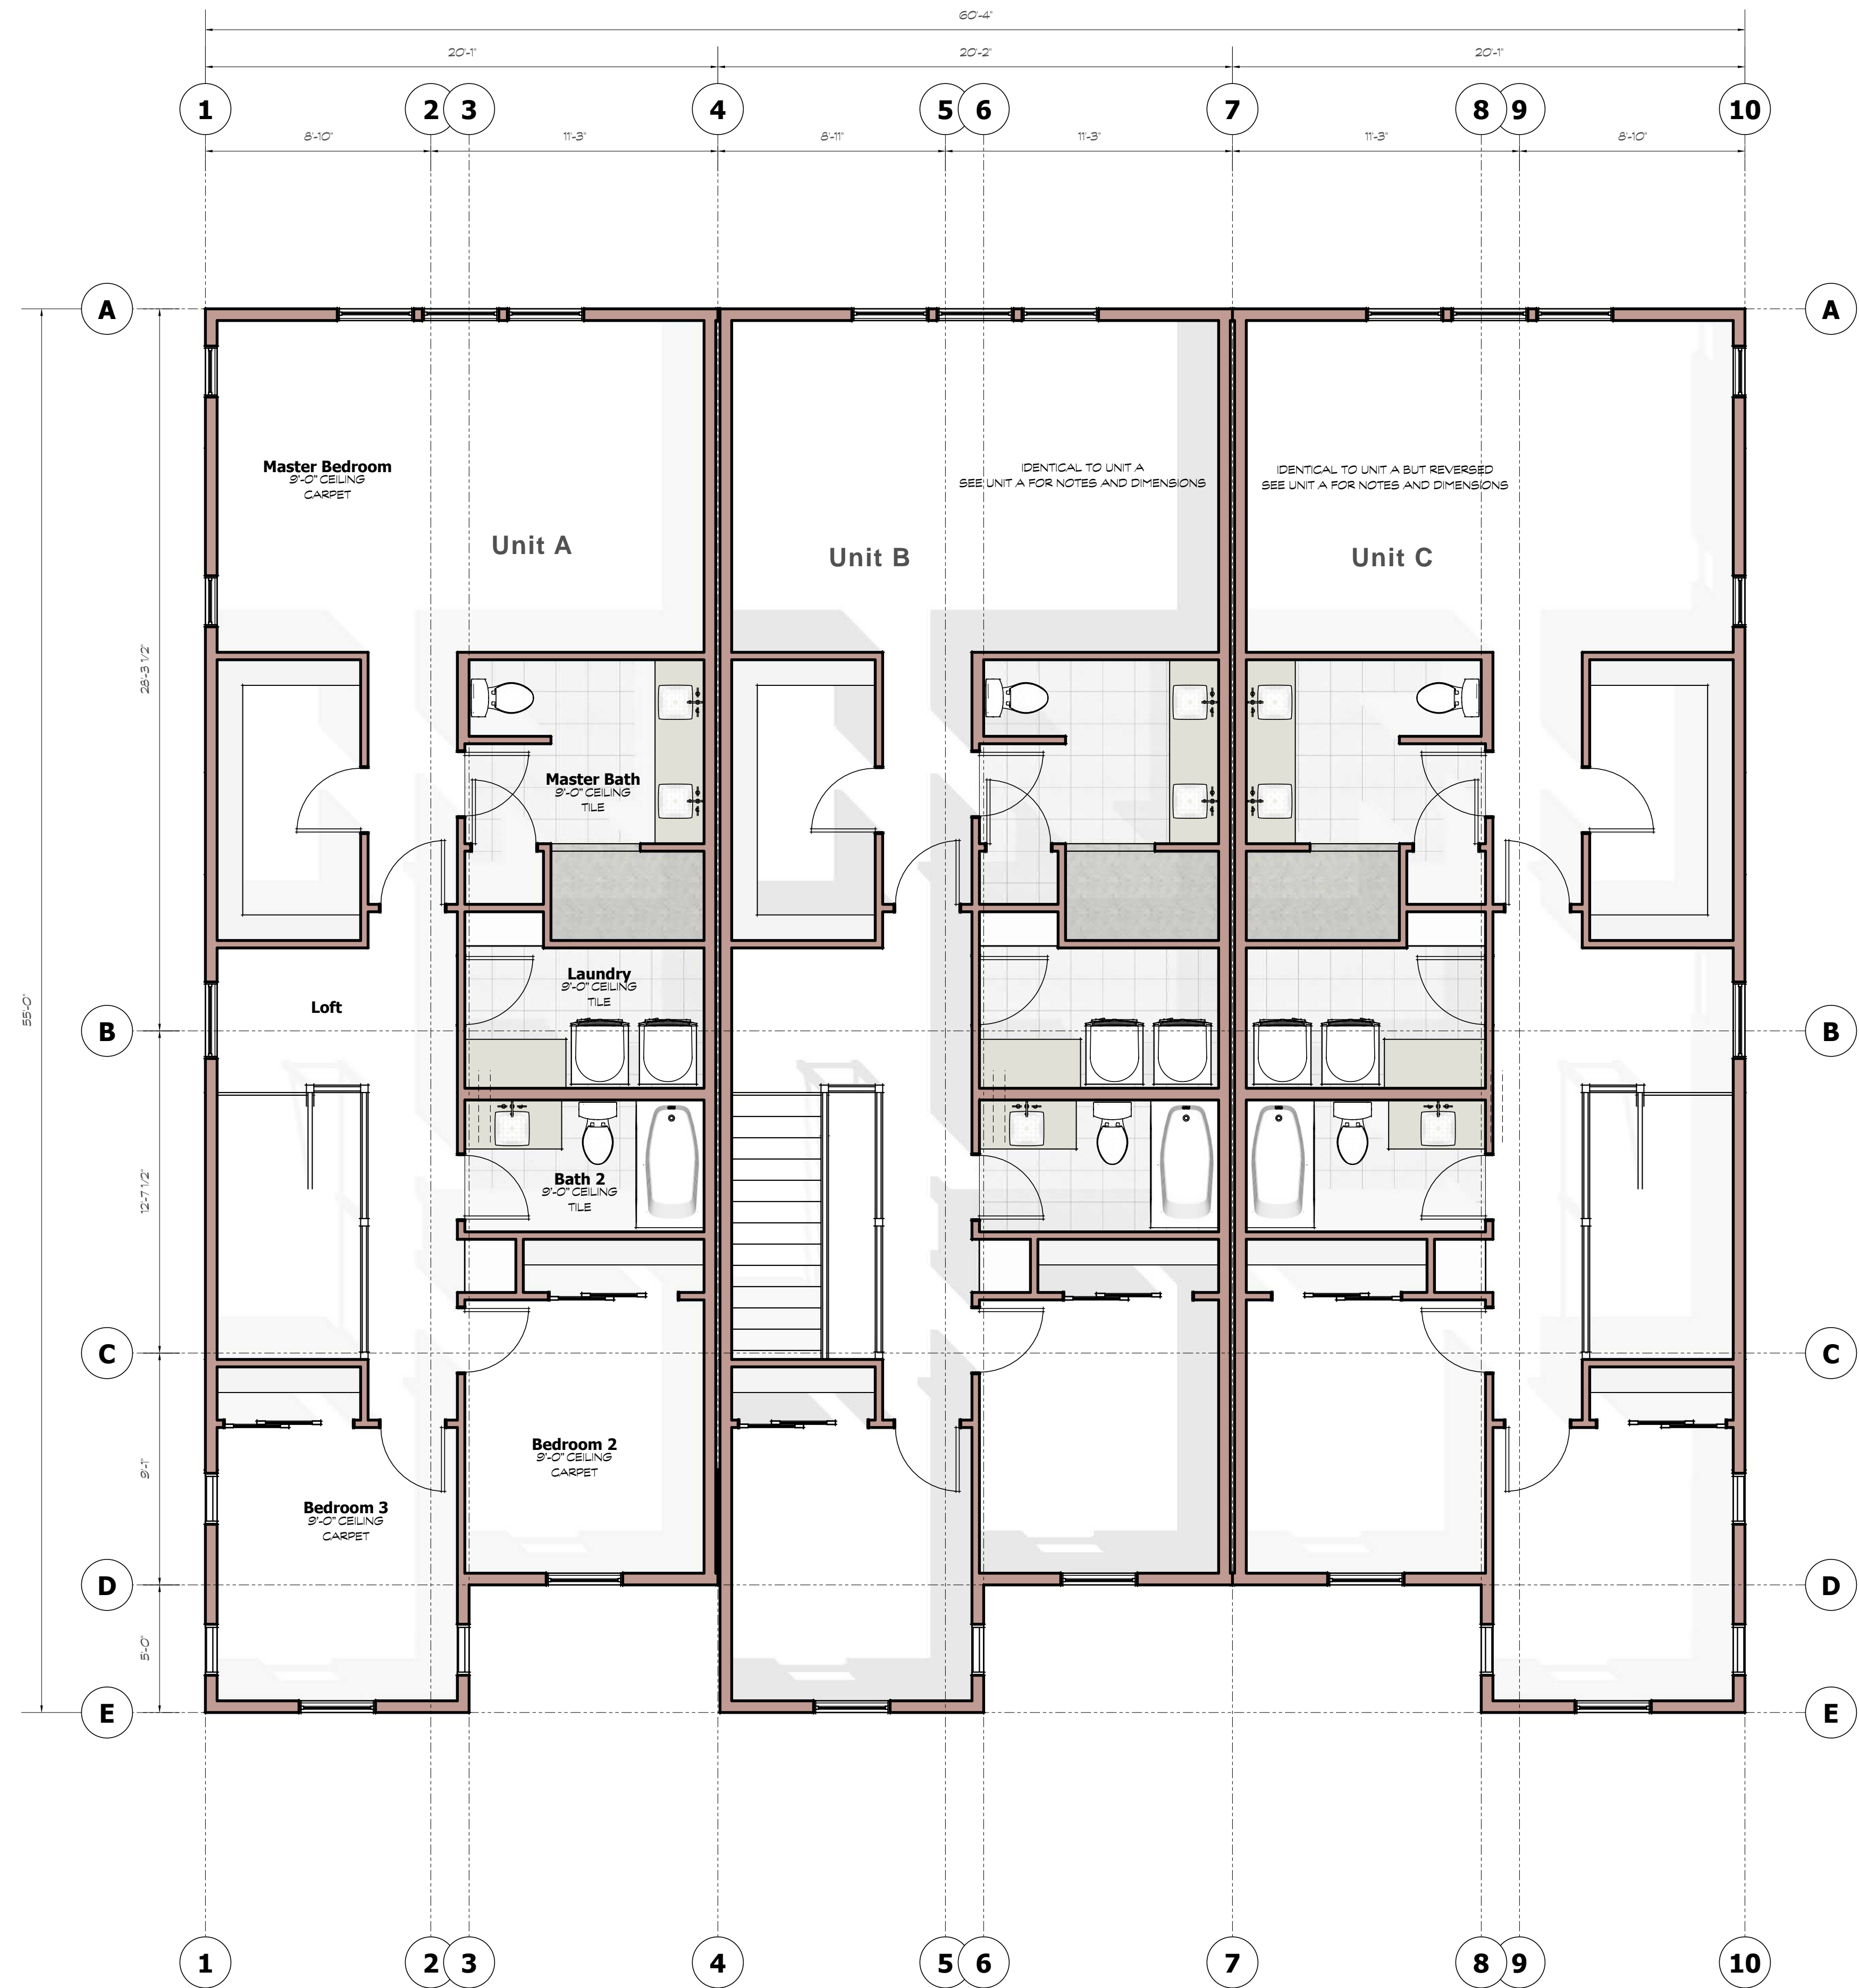 60'-4"
20'-1"
20'-2"
20'-1"
1
2
3
4
5
6
7
8
9
10
8'-10"
11'-3"
8'-11"
11'-3"
11'-3"
8'-10"
A
A
Master Bedroom
9'-0" CEILING
CARPET
IDENTICAL TO UNIT A
SEE UNIT A FOR NOTES AND DIMENSIONS
IDENTICAL TO UNIT A BUT REVERSED
SEE UNIT A FOR NOTES AND DIMENSIONS
Unit A
Unit B
Unit C
28'-3 1/2"
Master Bath
9'-0" CEILING
TILE
Laundry
9'-0" CEILING
TILE
Loft
55'-0"
B
B
12'-7 1/2"
Bath 2
9'-0" CEILING
TILE
C
C
9'-1"
Bedroom 2
9'-0" CEILING
CARPET
Bedroom 3
9'-0" CEILING
CARPET
D
D
5'-0"
E
E
1
2
3
4
5
6
7
8
9
10